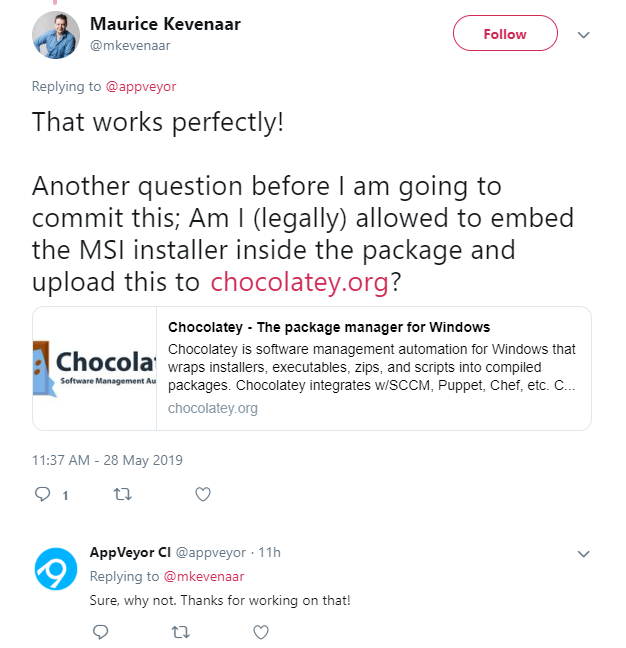 Maurice Kevenaar
@mkevenaar
Follow
Replying to @appveyor
That works perfectly!
Another question before I am going to
commit this; Am I (legally) allowed to embed
the MSI installer inside the package and
upload this to chocolatey.org?
Chocola
Software Management Au
Chocolatey - The package manager for Windows
Chocolatey is software management automation for Windows that
wraps installers, executables, zips, and scripts into compiled
packages. Chocolatey integrates w/SCCM, Puppet, Chef, etc. C...
chocolatey.org
11:37 AM - 28 May 2019
1
AppVeyor CI @appveyor · 11h
Replying to @mkevenaar
Sure, why not. Thanks for working on that!